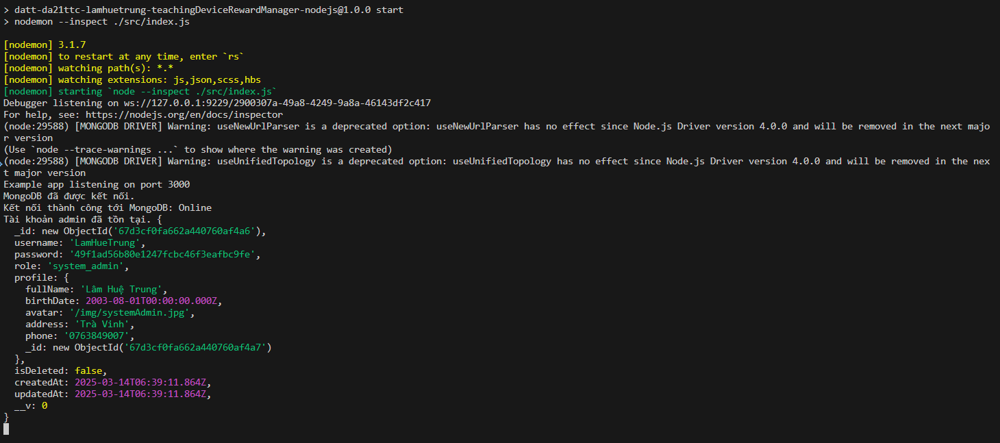 > datt-da21ttc-lamhuetrung-teachingDeviceRewardManager-nodejs@1.0.0 start
> nodemon --inspect ./src/index.js
[nodemon] 3.1.7
[nodemon] to restart at any time, enter `rs`
[nodemon] watching path(s): *.*
[nodemon] watching extensions: js,json,scss,hbs
[nodemon] starting `node --inspect ./src/index.js`
Debugger listening on ws://127.0.0.1:9229/2900307a-49a8-4249-9a8a-46143df2c417
For help, see: https://nodejs.org/en/docs/inspector
(node:29588) [MONGODB DRIVER] Warning: useNewUrlParser is a deprecated option: useNewUrlParser has no effect since Node.js Driver version 4.0.0 and will be removed in the next majo
r version
(Use `node --trace-warnings ...` to show where the warning was created)
(node:29588) [MONGODB DRIVER] Warning: useUnifiedTopology is a deprecated option: useUnifiedTopology has no effect since Node.js Driver version 4.0.0 and will be removed in the nex
t major version
Example app listening on port 3000
MongoDB đã được kết nối.
Kết nối thành công tới MongoDB: Online
Tài khoản admin đã tồn tại. {
  _id: new ObjectId('67d3cf0fa662a440760af4a6'),
  username: 'LamHueTrung',
  password: '49f1ad56b80e1247fcbc46f3eafbc9fe',
  role: 'system_admin',
  profile: {
    fullName: 'Lâm Huệ Trung',
    birthDate: 2003-08-01T00:00:00.000Z,
    avatar: '/img/systemAdmin.jpg',
    address: 'Trà Vinh',
    phone: '0763849007',
    _id: new ObjectId('67d3cf0fa662a440760af4a7')
  },
  isDeleted: false,
  createdAt: 2025-03-14T06:39:11.864Z,
  updatedAt: 2025-03-14T06:39:11.864Z,
  __v: 0
}